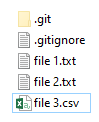 .git
.gitignore
file 1.txt
file 2.txt
file 3.csv